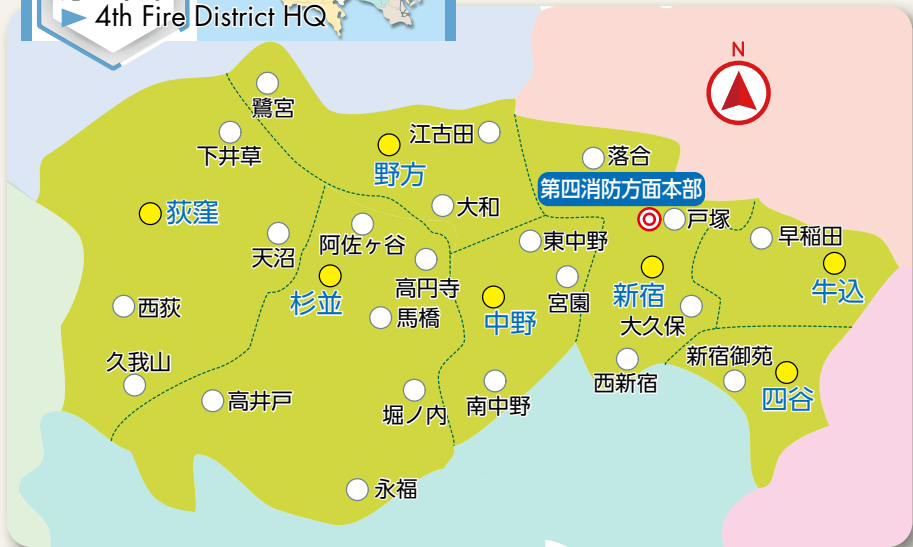 4th Fire District HQ
N
鷺宮
下井草
江古田
野方
落合
第四消防方面本部
荻窪
大和
戸塚
天沼
阿佐ヶ谷
東中野
早稲田
高円寺
杉並
宮園
新宿
牛込
西荻
馬橋
中野
大久保
久我山
新宿御苑
西新宿
四谷
高井戸
堀ノ内
南中野
永福